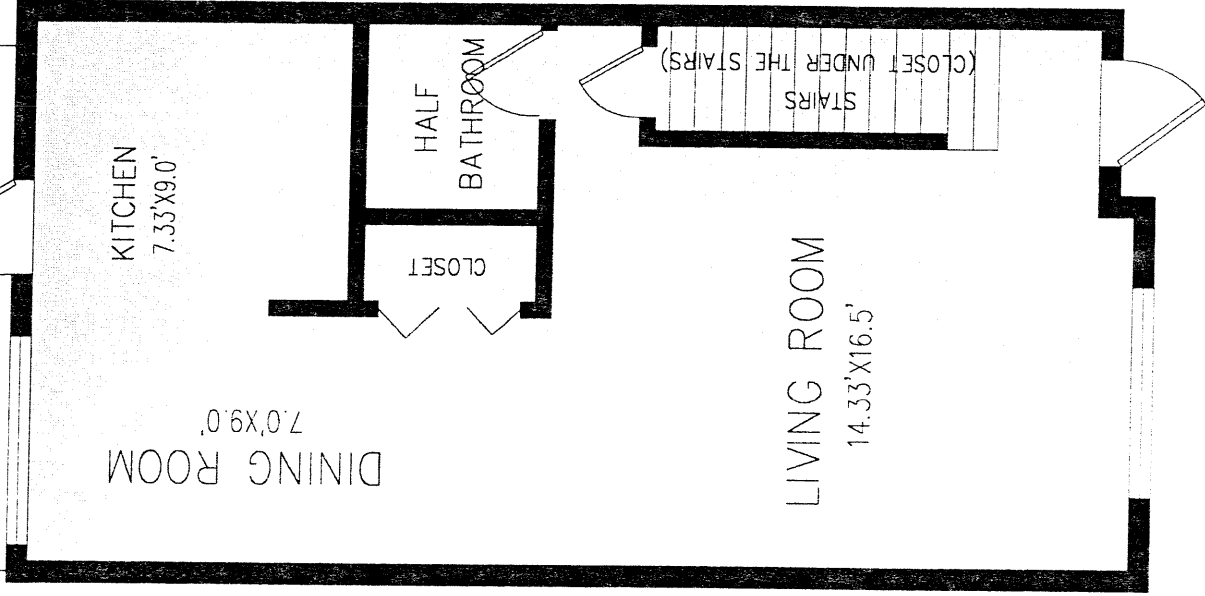 KITCHEN
7.33'X9.0'
HALF
BATHROOM
STAIRS
(CLOSET UNDER THE STAIRS)
CLOSET
DINING ROOM
7.0'X9.0'
LIVING ROOM
14.33'X16.5'